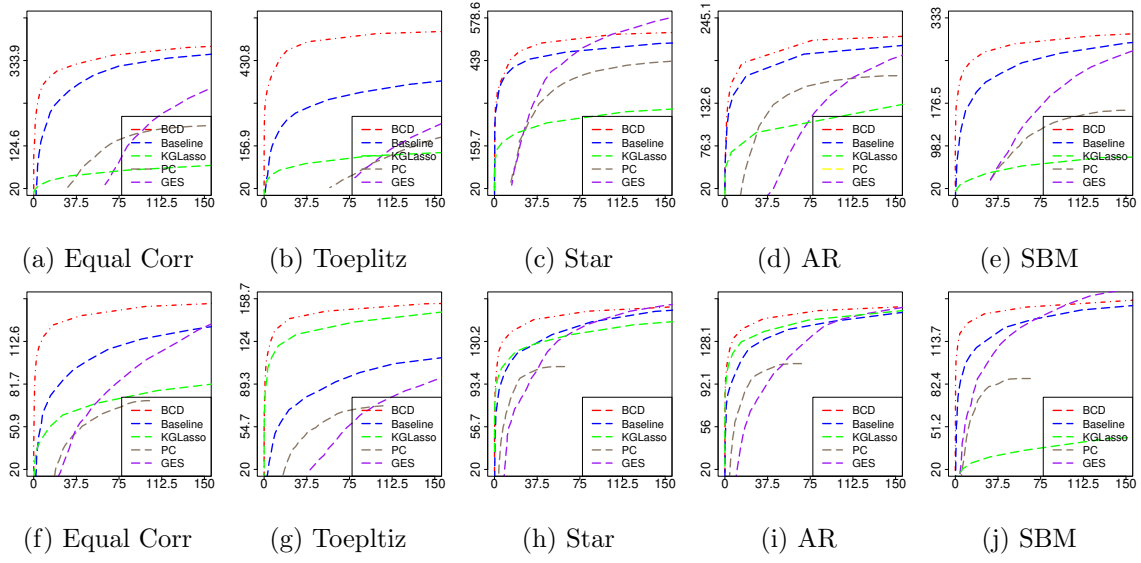 20 124.6 333.9
BCD
Baseline
KGLasso
PC
GES
0 37.5 75 112.5 150
(a) Equal Corr
20 156.9 430.8
BCD
Baseline
KGLasso
PC
GES
0 37.5 75 112.5 150
(b) Toeplitz
20 159.7 439 578.6
BCD
Baseline
KGLasso
PC
GES
0 37.5 75 112.5 150
(c) Star
20 76.3 132.6 245.1
BCD
Baseline
KGLasso
PC
GES
0 37.5 75 112.5 150
(d) AR
20 98.2 176.5 333
BCD
Baseline
KGLasso
PC
GES
0 37.5 75 112.5 150
(e) SBM
20 50.9 81.7 112.6
BCD
Baseline
KGLasso
PC
GES
0 37.5 75 112.5 150
(f) Equal Corr
20 54.7 89.3 124 158.7
BCD
Baseline
KGLasso
PC
GES
0 37.5 75 112.5 150
(g) Toepltiz
20 56.7 93.4 130.2
BCD
Baseline
KGLasso
PC
GES
0 37.5 75 112.5 150
(h) Star
20 56 92.1 128.1
BCD
Baseline
KGLasso
PC
GES
0 37.5 75 112.5 150
(i) AR
20 51.2 82.4 113.7
BCD
Baseline
KGLasso
PC
GES
0 37.5 75 112.5 150
(j) SBM